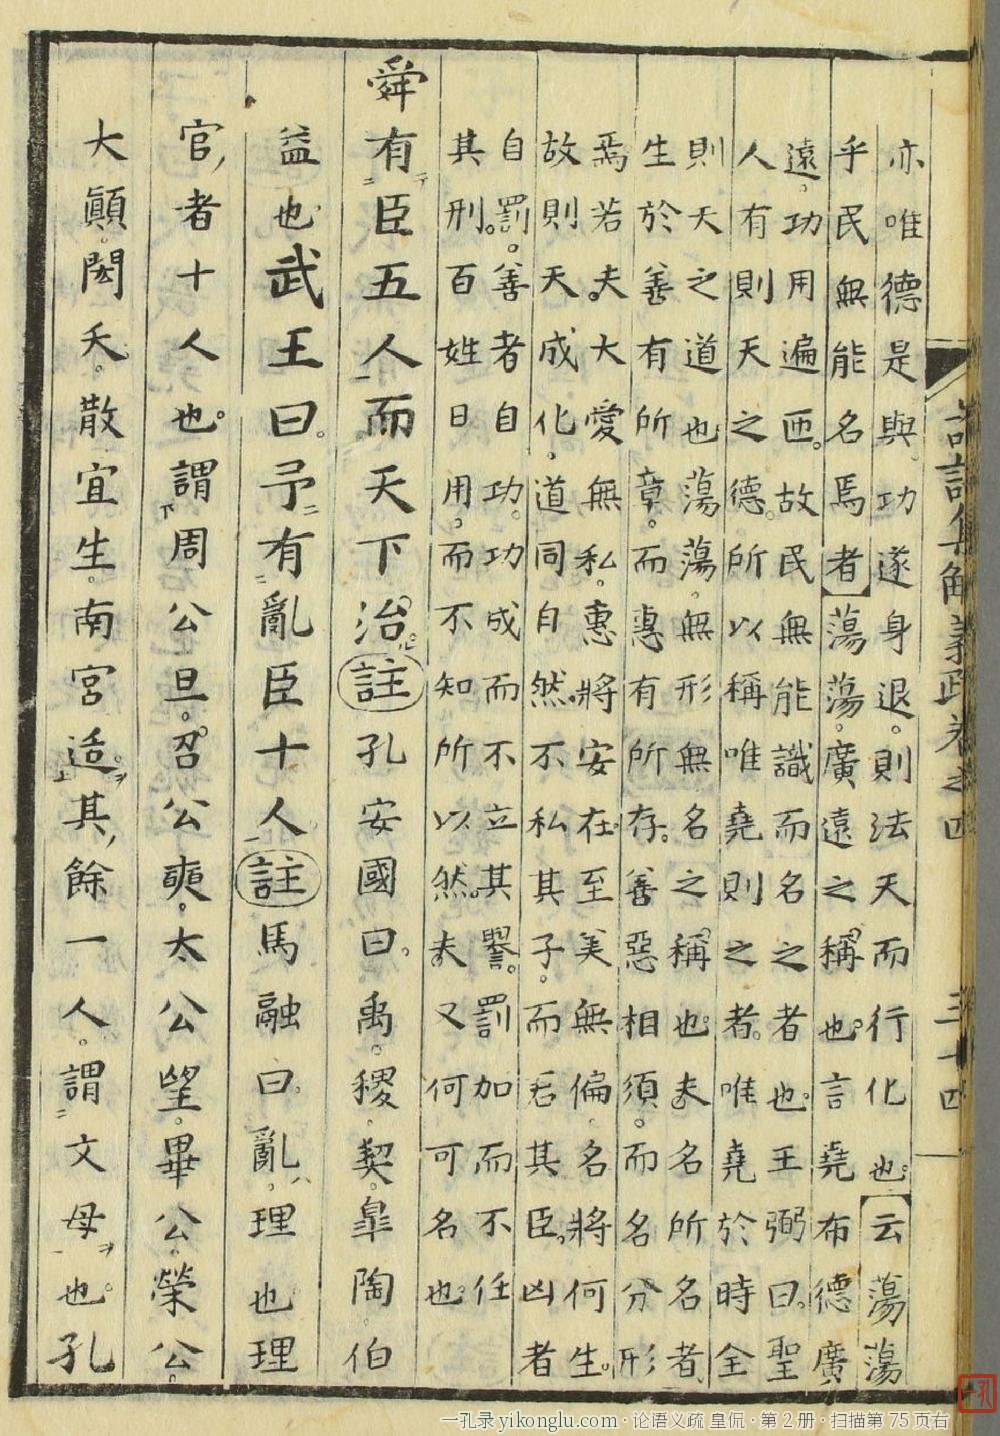 亦唯德是與功遂身退則法天而行化也云蕩蕩
乎民無能名焉者蕩蕩廣遠之稱也言堯布德廣
遠功用遍匝故民無能識而名之者也王弼曰聖
人有則天之德所以稱唯堯則之者唯堯於時全
則天之道也蕩蕩無形無名之稱也夫名所名者
生於善有所章而惠有所存善惡相須而名分形
焉若夫大愛無私惠將安在至美無偏名將何生
故則天成化道同自然不私其子而君其臣凶者
自罰善者自功功成而不立其譽罰加而不任
其刑百姓日用而不知所以然夫又何可名也
舜有臣五人而天下治註孔安國曰禹稷契皐陶伯
益也武王曰予有亂臣十人註馬融曰亂理也理
官者十人也謂周公旦召公奭太公望畢公榮公
大顚閎夭散宜生南宮适其餘一人謂文母也孔
論語集解義疏卷之四 三十四
一孔录 yikonglu.com · 论语义疏 皇侃 · 第 2 册 · 扫描第 75 页右
一孔